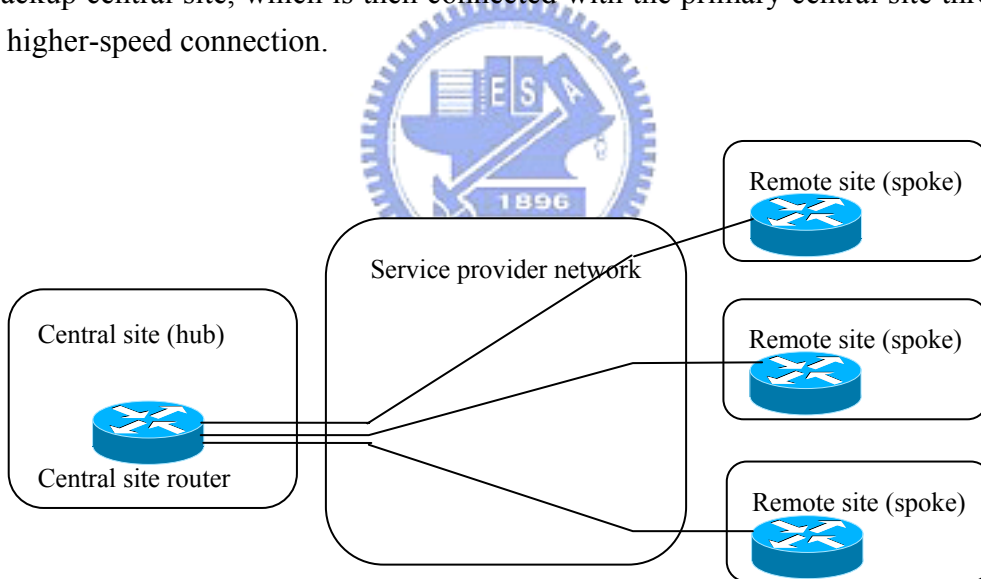 backup central site, which is then connected with the primary central site thro
higher-speed connection.
E S A
1896
Remote site (spoke)
Service provider network
Central site (hub)
Remote site (spoke)
Central site router
Remote site (spoke)